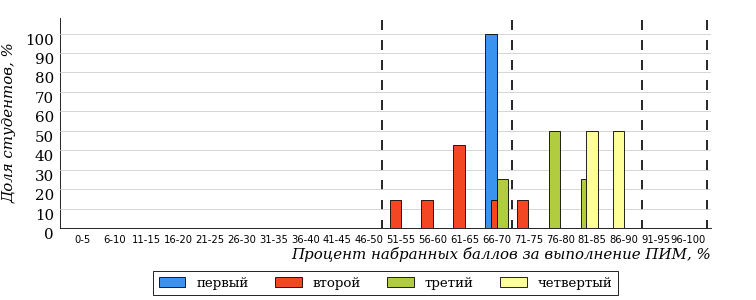 Доля студентов, %
100
90
80
70
60
50
40
30
20
10
0
0-5 6-10 11-15 16-20 21-25 26-30 31-35 36-40 41-45 46-50 51-55 56-60 61-65 66-70 71-75 76-80 81-85 86-90 91-95 96-100
Процент набранных баллов за выполнение ПИМ, %
первый второй третий четвертый